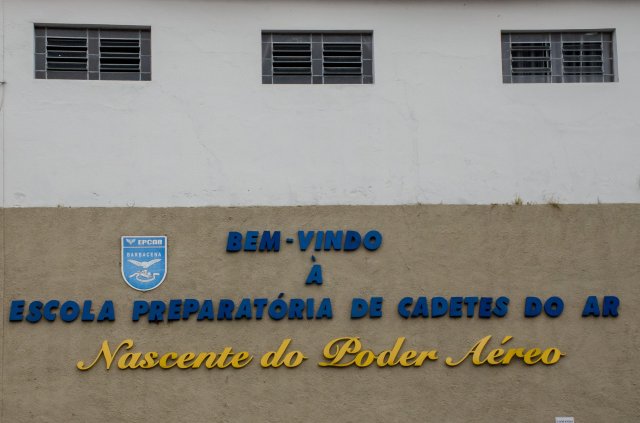 EPCAR
BARBACENA
BEM-VINDO
À
ESCOLA PREPARATÓRIA DE CADETES DO AR
Nascente do Poder Aéreo